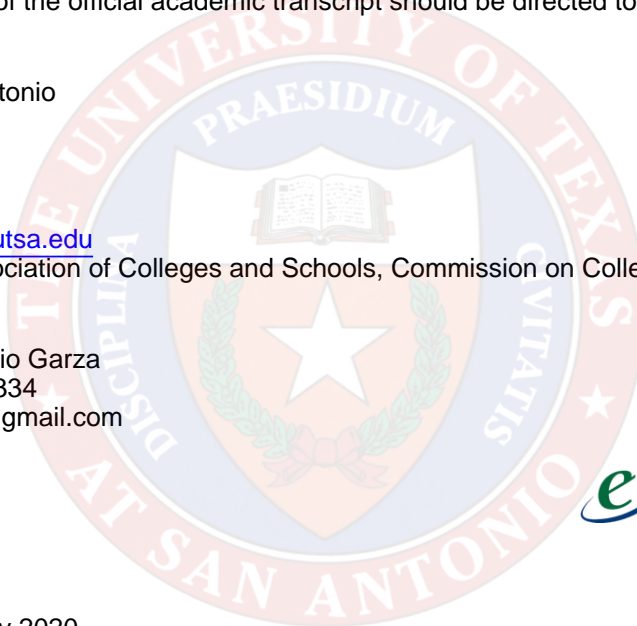 of the official academic transcript should be directed to
tonio
utsa.edu
ociation of Colleges and Schools, Commission on Colle
io Garza
334
gmail.com
THE UNIVERSITY OF TEXAS
AT SAN ANTONIO
PRAESIDIUM
DISCIPLINA
CIVITATIS
e
2020